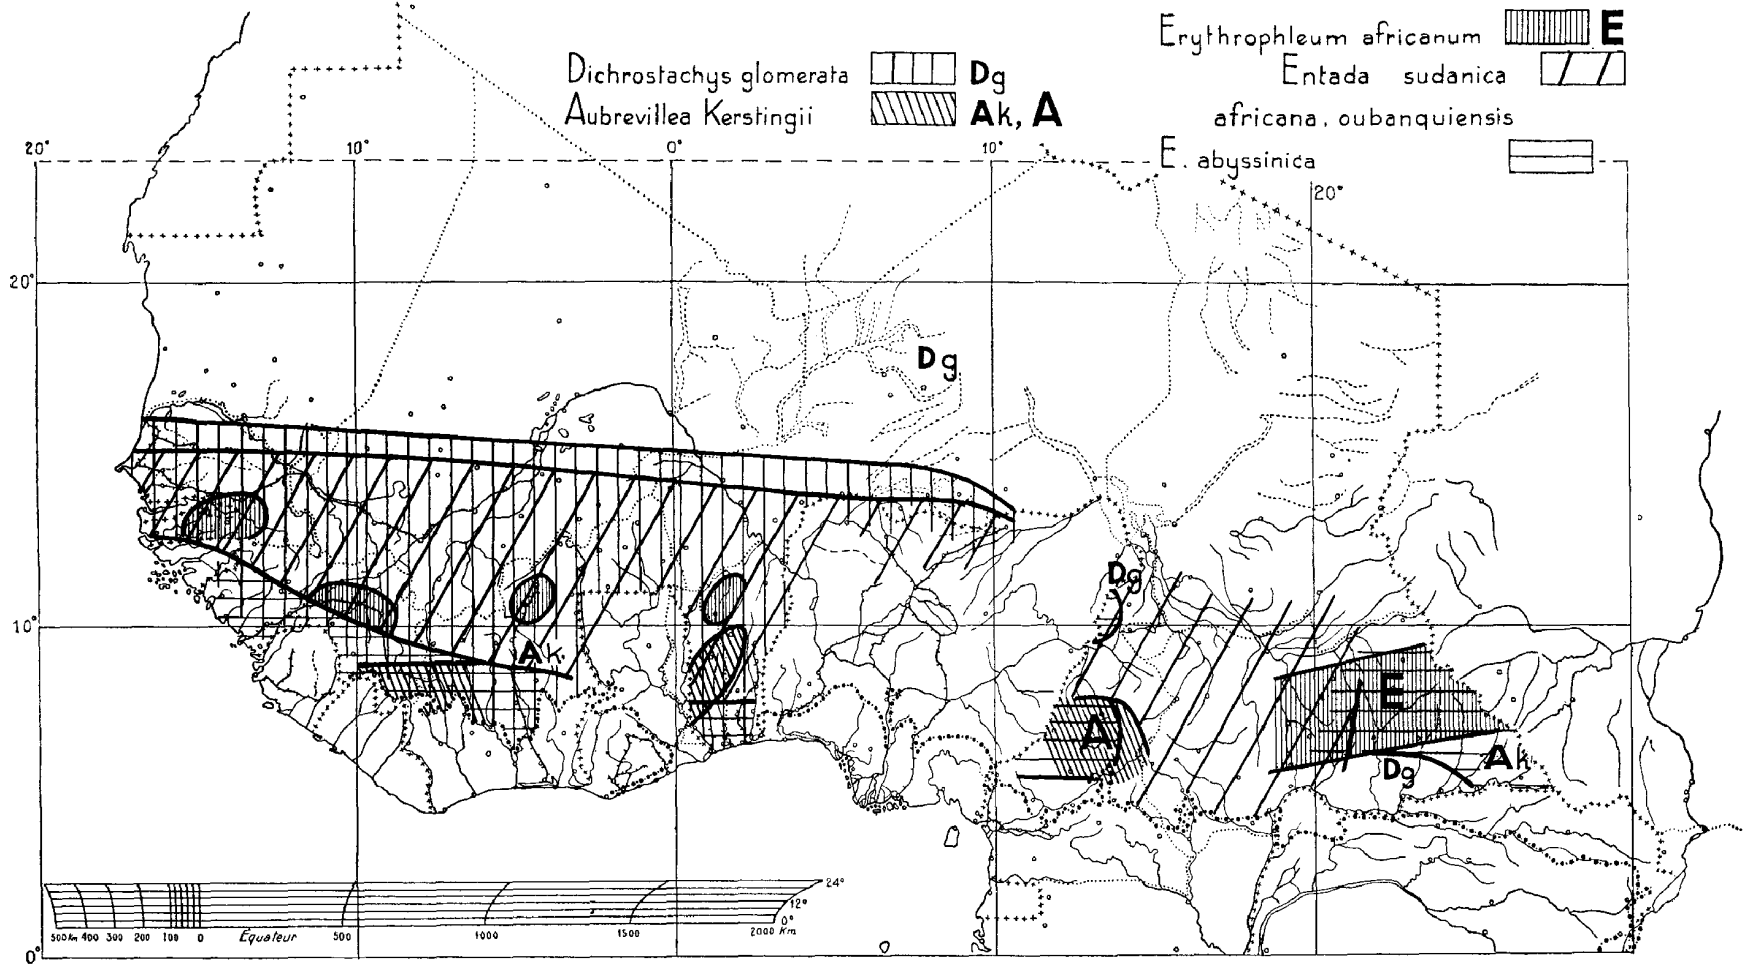 Erythrophleum africanum E
Dichrostachys glomerata Dg
Entada sudanica
Aubrevillea Kerstingii Ak, A
africana, oubanquiensis
E. abyssinica
20° 10° 0° 10°
20°
20°
Dg
Dg
10°
Ak
E
A
Ak
Dg
24°
12°
0°
500km 400 300 200 100 0 Equateur 500 1000 1500 2000 Km
0°